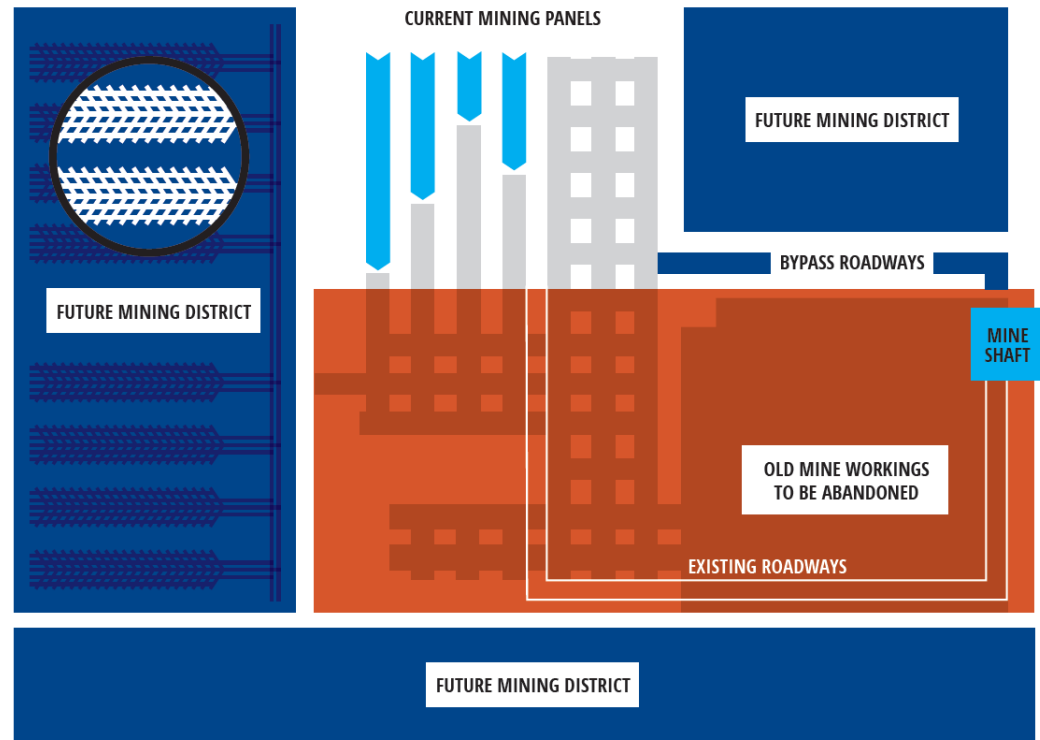 CURRENT MINING PANELS
FUTURE MINING DISTRICT
BYPASS ROADWAYS
FUTURE MINING DISTRICT
MINE
SHAFT
OLD MINE WORKINGS
TO BE ABANDONED
EXISTING ROADWAYS
FUTURE MINING DISTRICT